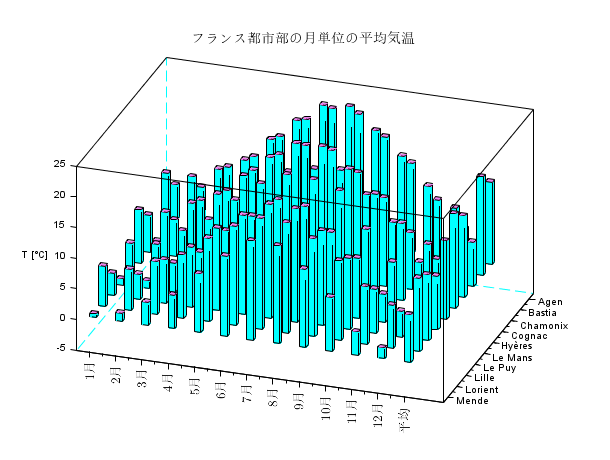 フランス都市部の月単位の平均気温
25
20
15
T [°C]
10
5
0
-5
1月
2月
3月
4月
5月
6月
7月
8月
9月
10月
11月
12月
平均
Agen
Bastia
Chamonix
Cognac
Hyères
Le Mans
Le Puy
Lille
Lorient
Mende